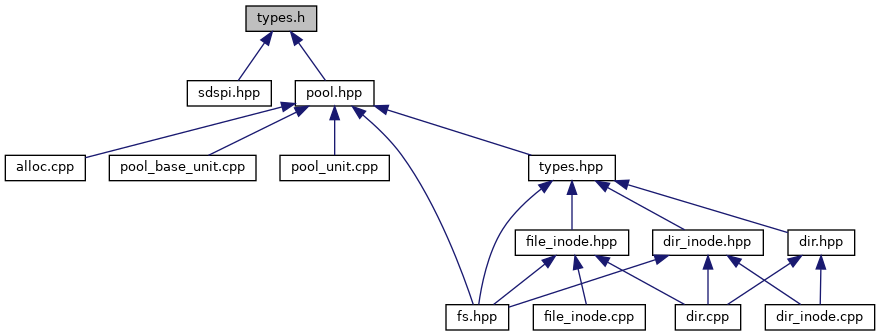 types.h
sdspi.hpp
pool.hpp
alloc.cpp
pool_base_unit.cpp
pool_unit.cpp
types.hpp
file_inode.hpp
dir_inode.hpp
dir.hpp
fs.hpp
file_inode.cpp
dir.cpp
dir_inode.cpp